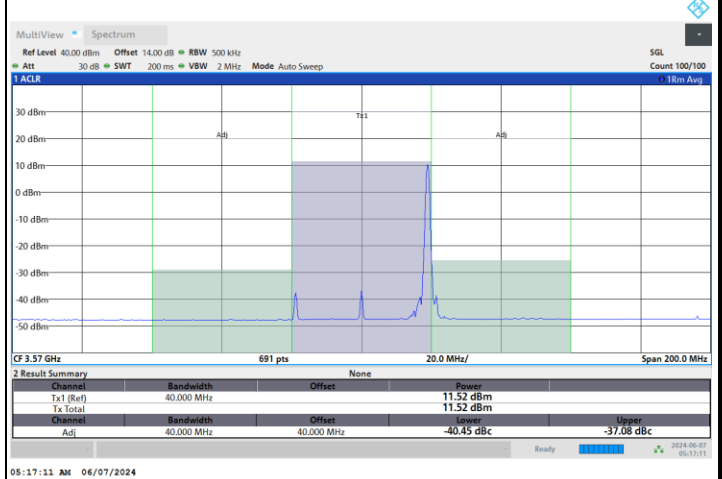 MultiView Spectrum
Ref Level 40.00 dBm Offset 14.00 dB RBW 500 kHz SGL
Att 30 dB SWT 200 ms VBW 2 MHz Mode Auto Sweep Count 100/100
1 ACLR 1Rm Avg
Tx1
30 dBm
Adj Adj
20 dBm
10 dBm
0 dBm
-10 dBm
-20 dBm
-30 dBm
-40 dBm
-50 dBm
CF 3.57 GHz 691 pts 20.0 MHz/ Span 200.0 MHz
2 Result Summary None
Channel Bandwidth Offset Power
Tx1 (Ref) 40.000 MHz 11.52 dBm
Tx Total 11.52 dBm
Channel Bandwidth Offset Lower Upper
Adj 40.000 MHz 40.000 MHz -40.45 dBc -37.08 dBc
Ready 2024-06-07
05:17:11
05:17:11 AM 06/07/2024